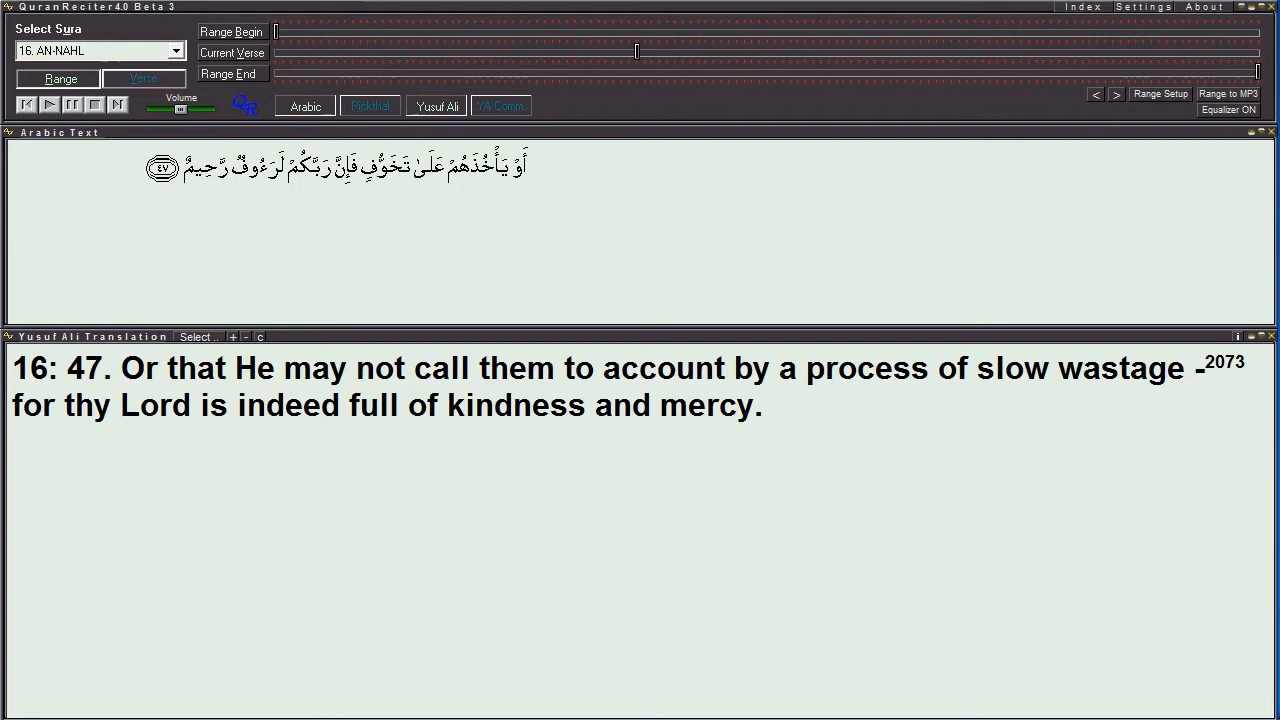 QuranReciter4.0 Beta 3
Index Settings About
Select Sura
16. AN-NAHL
Range Verse
Volume
Range Begin
Current Verse
Range End
Arabic Pickthal Yusuf Ali YA Comm.
< > Range Setup Range to MP3
Equalizer ON
Arabic Text
أَوْ يَأْخُذَهُمْ عَلَىٰ تَخَوُّفٍ فَإِنَّ رَبَّكُمْ لَرَءُوفٌ رَّحِيمٌ ٤٧
Yusuf Ali Translation Select .. + - c i
16: 47. Or that He may not call them to account by a process of slow wastage -2073
for thy Lord is indeed full of kindness and mercy.